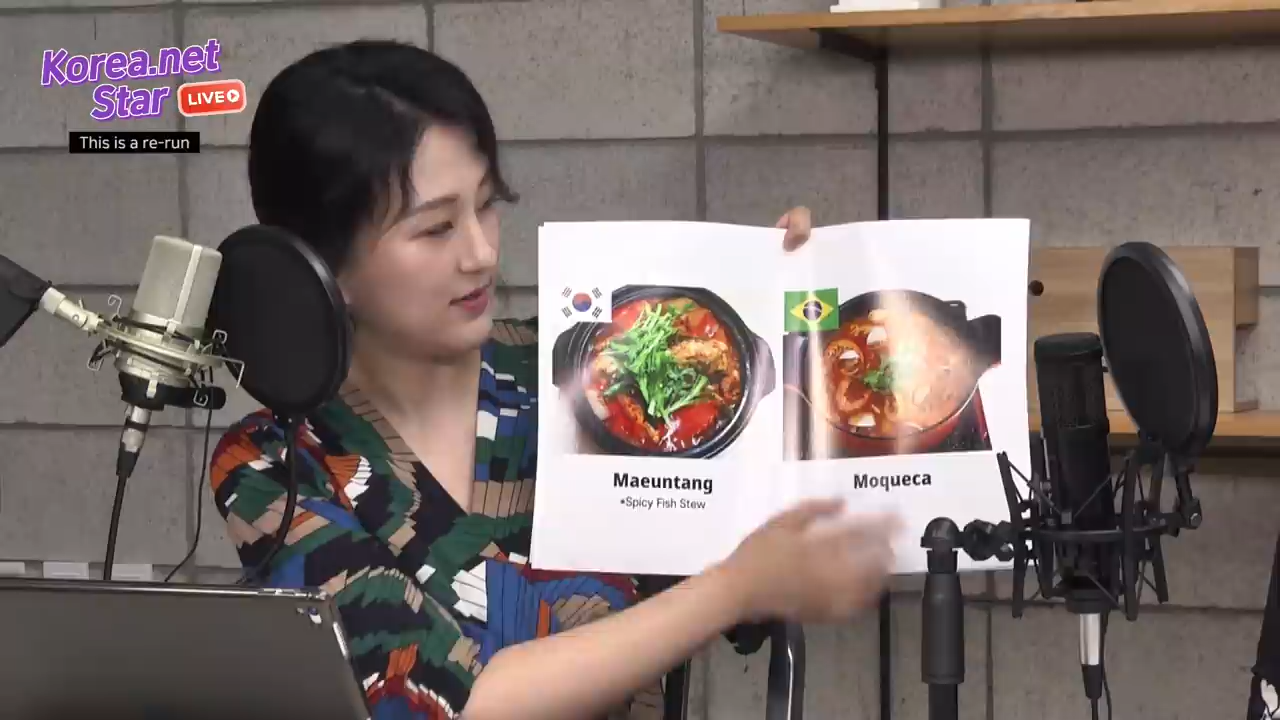 Korea.net
Star LIVE
This is a re-run
Maeuntang
*Spicy Fish Stew
Moqueca